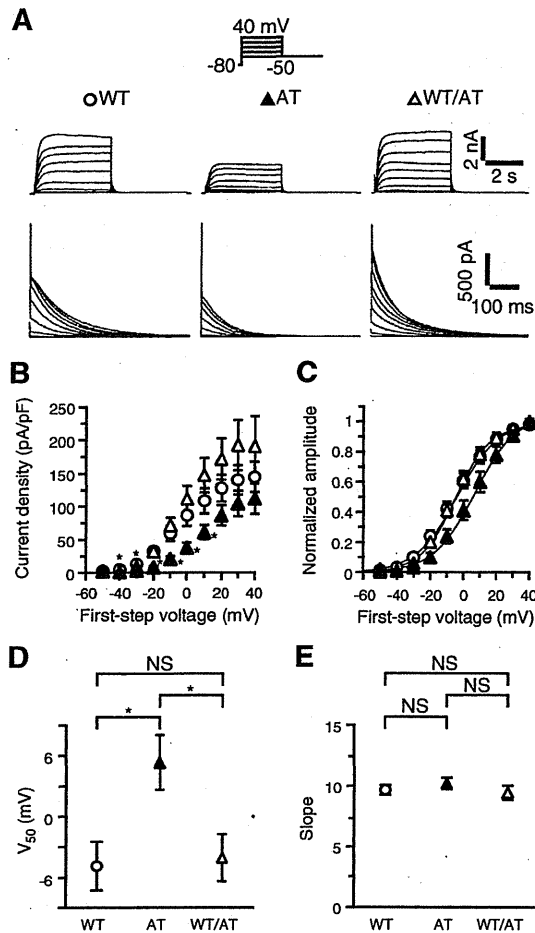 A
40 mV
-80
-50
WT
AT
WT/AT
2 nA
2 s
500 pA
100 ms
B
Current density (pA/pF)
250
200
150
100
50
0
-60 -40 -20 0 20 40
First-step voltage (mV)
* * * * * *
C
Normalized amplitude
1
0.8
0.6
0.4
0.2
0
-60 -40 -20 0 20 40
First-step voltage (mV)
D
NS
* *
V50 (mV)
6
0
-6
WT AT WT/AT
E
NS
NS NS
Slope
15
10
5
0
WT AT WT/AT